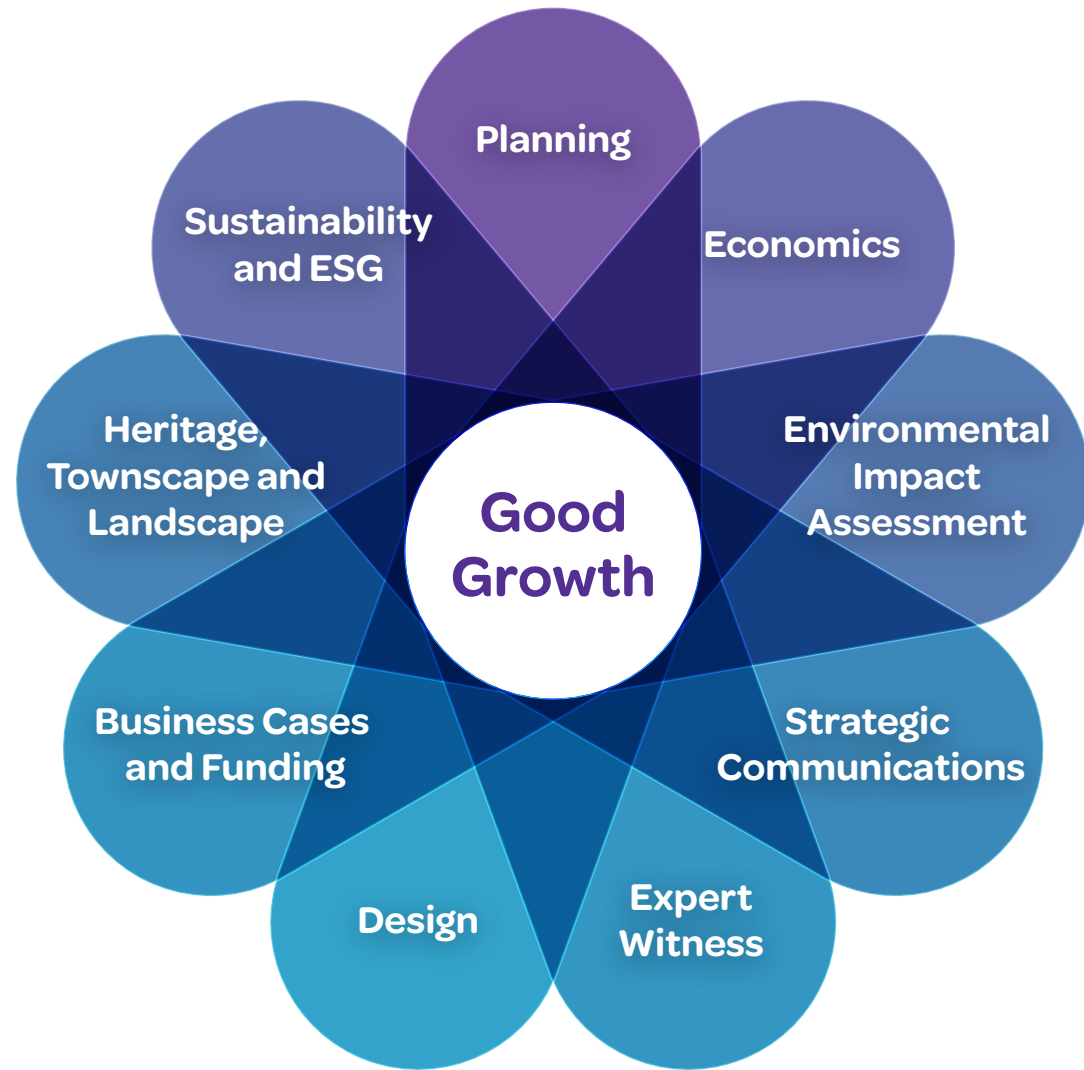 Planning
Economics
Environmental
Impact
Assessment
Strategic
Communications
Expert
Witness
Design
Business Cases
and Funding
Heritage,
Townscape and
Landscape
Sustainability
and ESG
Good
Growth